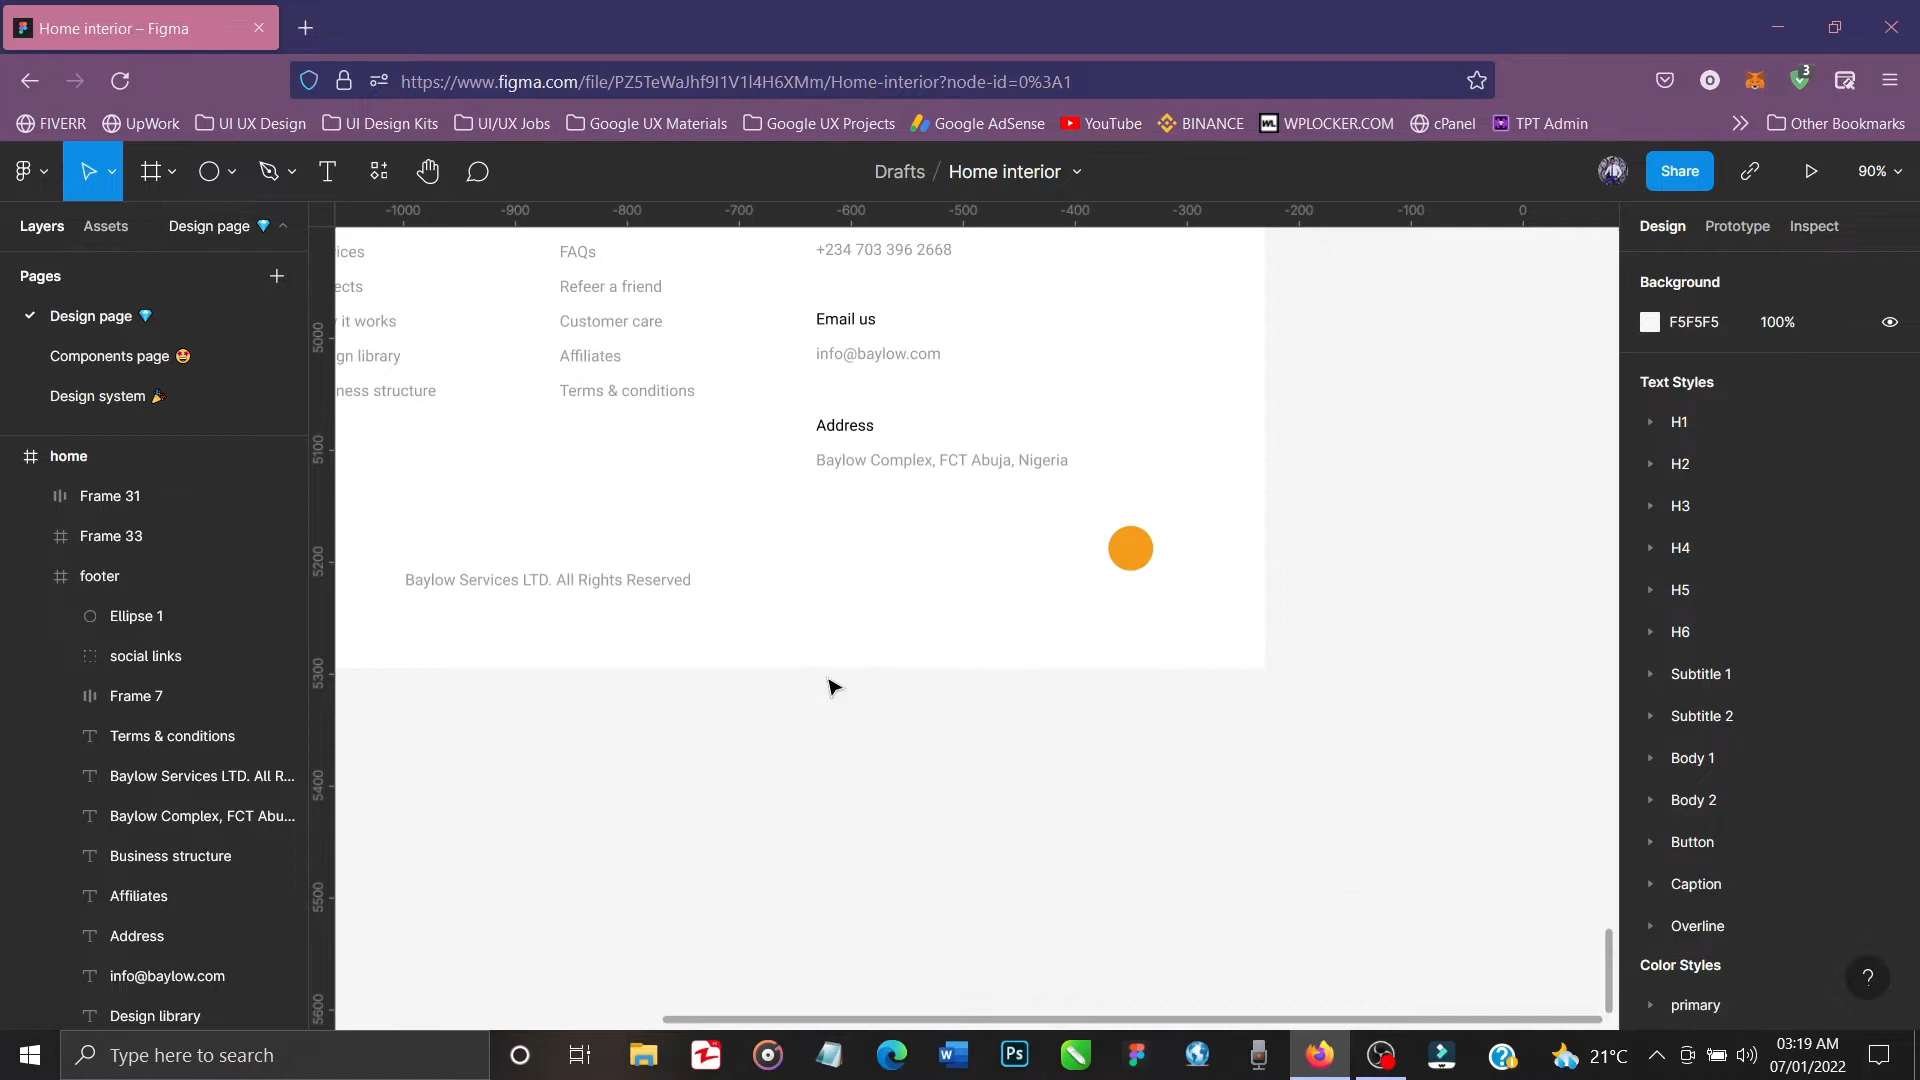 Home interior – Figma
https://www.figma.com/file/PZ5TeWaJhf9I1V1l4H6XMm/Home-interior?node-id=0%3A1
3
FIVERR UpWork UI UX Design UI Design Kits UI/UX Jobs Google UX Materials Google UX Projects Google AdSense YouTube BINANCE WPLOCKER.COM cPanel TPT Admin Other Bookmarks
Drafts / Home interior
Share
90%
Layers Assets Design page
-1000 -900 -800 -700 -600 -500 -400 -300 -200 -100 0
Design Prototype Inspect
Pages
Design page
Components page
Design system
home
Frame 31
Frame 33
footer
Ellipse 1
social links
Frame 7
Terms & conditions
Baylow Services LTD. All R...
Baylow Complex, FCT Abu...
Business structure
Affiliates
Address
info@baylow.com
Design library
5000
5100
5200
5300
5400
5500
5600
ices
ects
it works
gn library
ness structure
FAQs
Refeer a friend
Customer care
Affiliates
Terms & conditions
+234 703 396 2668
Email us
info@baylow.com
Address
Baylow Complex, FCT Abuja, Nigeria
Baylow Services LTD. All Rights Reserved
Background
F5F5F5 100%
Text Styles
H1
H2
H3
H4
H5
H6
Subtitle 1
Subtitle 2
Body 1
Body 2
Button
Caption
Overline
Color Styles
primary
?
Type here to search
W
Ps
21°C
03:19 AM
07/01/2022